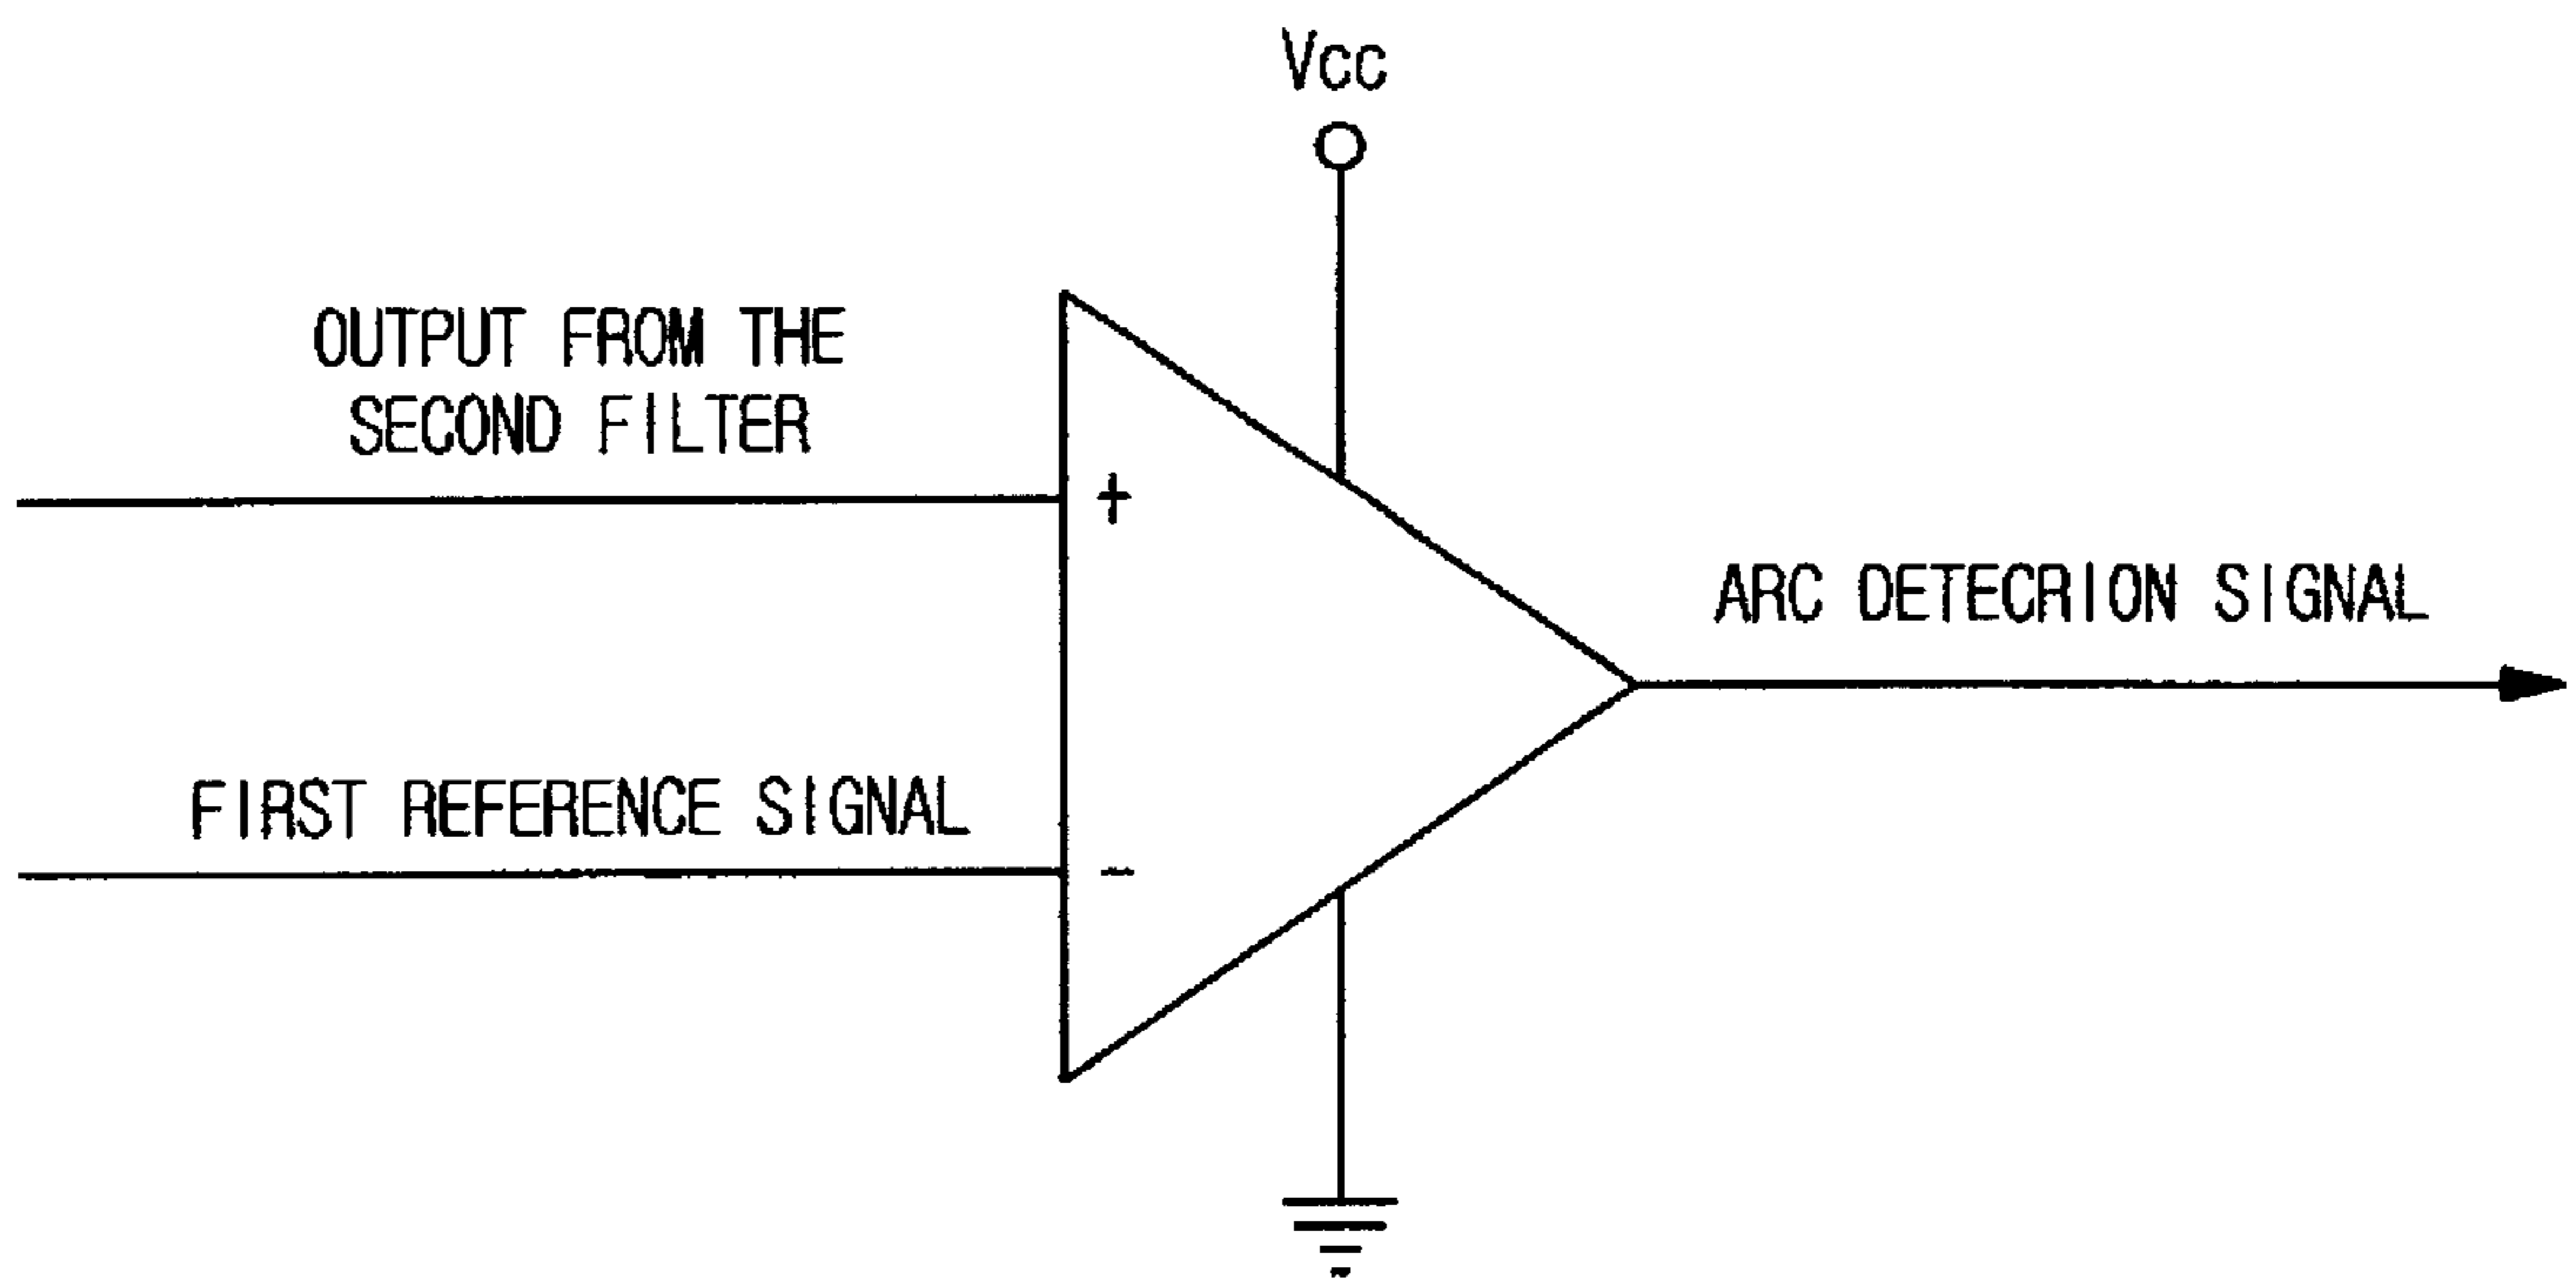 Vcc
OUTPUT FROM THE
SECOND FILTER
+
ARC DETECRION SIGNAL
FIRST REFERENCE SIGNAL
-